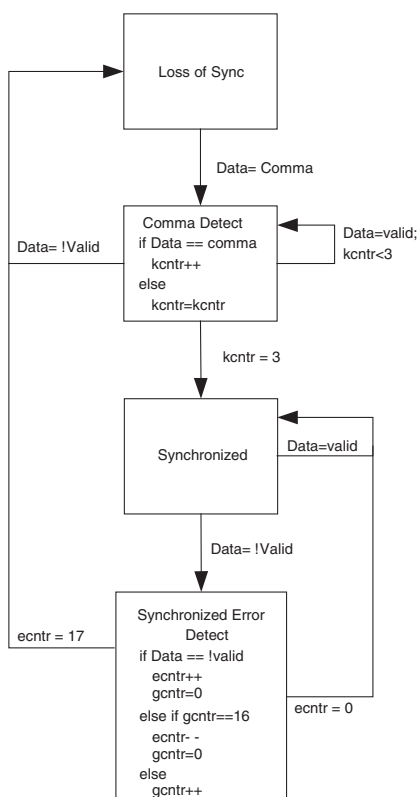 Loss of Sync
Data= Comma
Comma Detect
if Data == comma
kcntr++
else
kcntr=kcntr
Data=valid;
kcntr<3
Data= !Valid
kcntr = 3
Synchronized
Data=valid
Data= !Valid
Synchronized Error
Detect
if Data == !valid
ecntr++
gcntr=0
else if gcntr==16
ecntr- -
gcntr=0
else
gcntr++
ecntr = 17
ecntr = 0